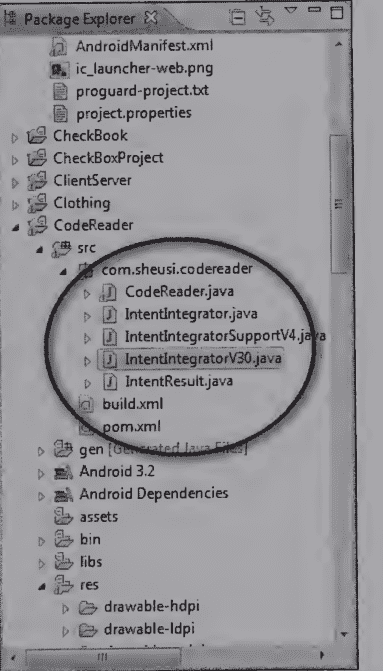 Package Explorer
AndroidManifest.xml
ic_launcher-web.png
proguard-project.txt
project.properties
CheckBook
CheckBoxProject
ClientServer
Clothing
CodeReader
src
com.sheusi.codereader
CodeReader.java
IntentIntegrator.java
IntentIntegratorSupportV4.java
IntentIntegratorV30.java
IntentResult.java
build.xml
pom.xml
gen [Generated Java Files]
Android 3.2
Android Dependencies
assets
bin
libs
res
drawable-hdpi
drawable-ldpi